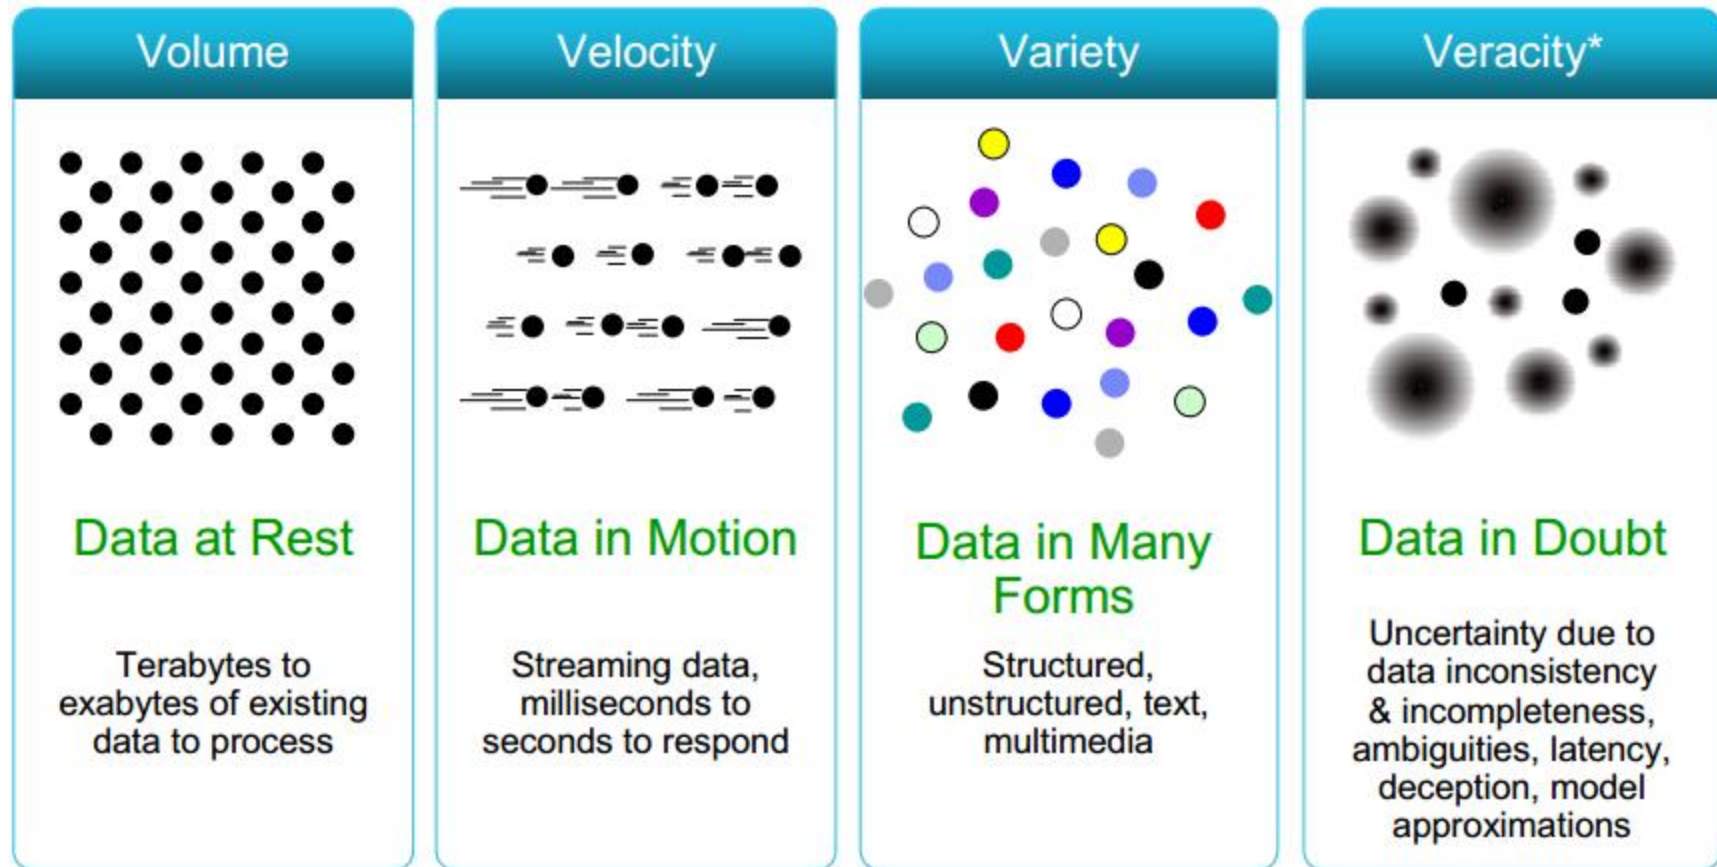 Volume
Data at Rest
Terabytes to
exabytes of existing
data to process
Velocity
Data in Motion
Streaming data,
milliseconds to
seconds to respond
Variety
Data in Many
Forms
Structured,
unstructured, text,
multimedia
Veracity*
Data in Doubt
Uncertainty due to
data inconsistency
& incompleteness,
ambiguities, latency,
deception, model
approximations